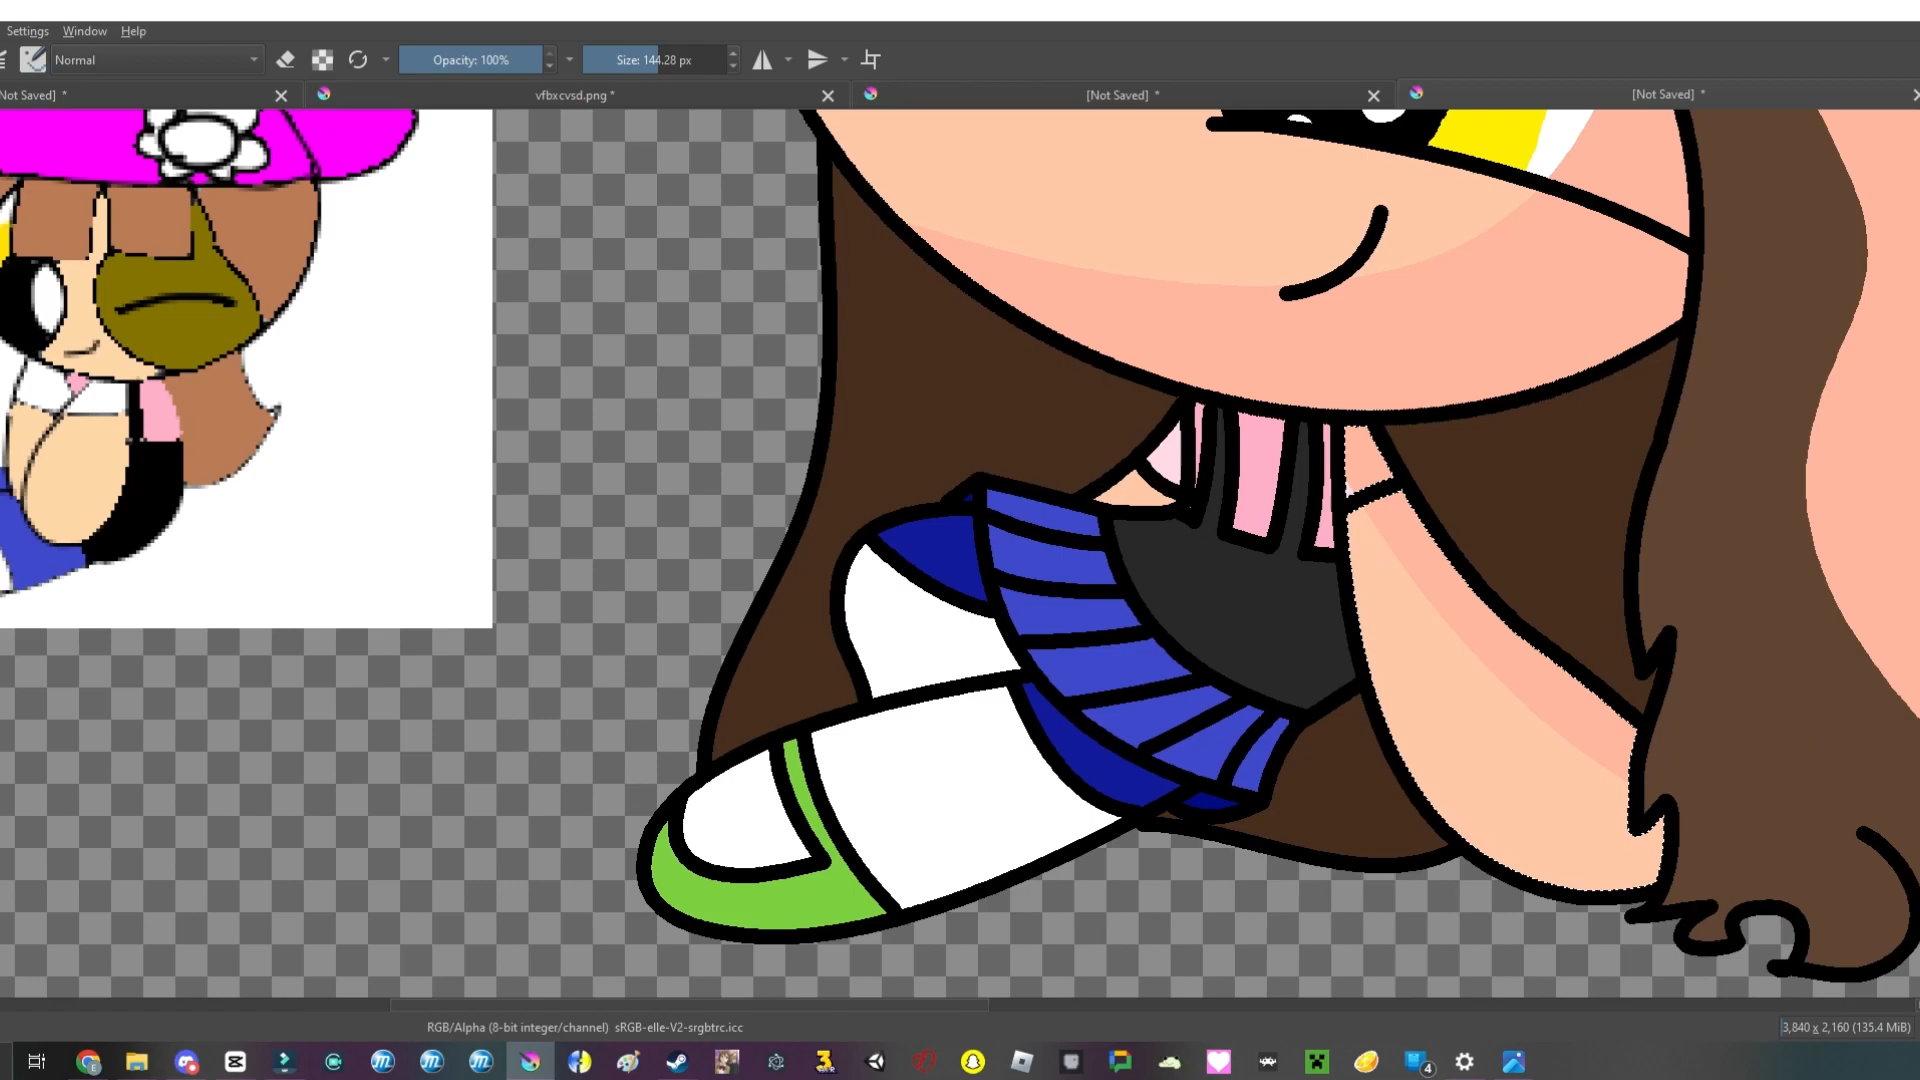 Settings Window Help
Normal Opacity: 100% Size: 144.28 px
Not Saved] * vfbxcvsd.png * [Not Saved] * [Not Saved] *
RGB/Alpha (8-bit integer/channel) sRGB-elle-V2-srgbtrc.icc 3,840 x 2,160 (135.4 MiB)
4